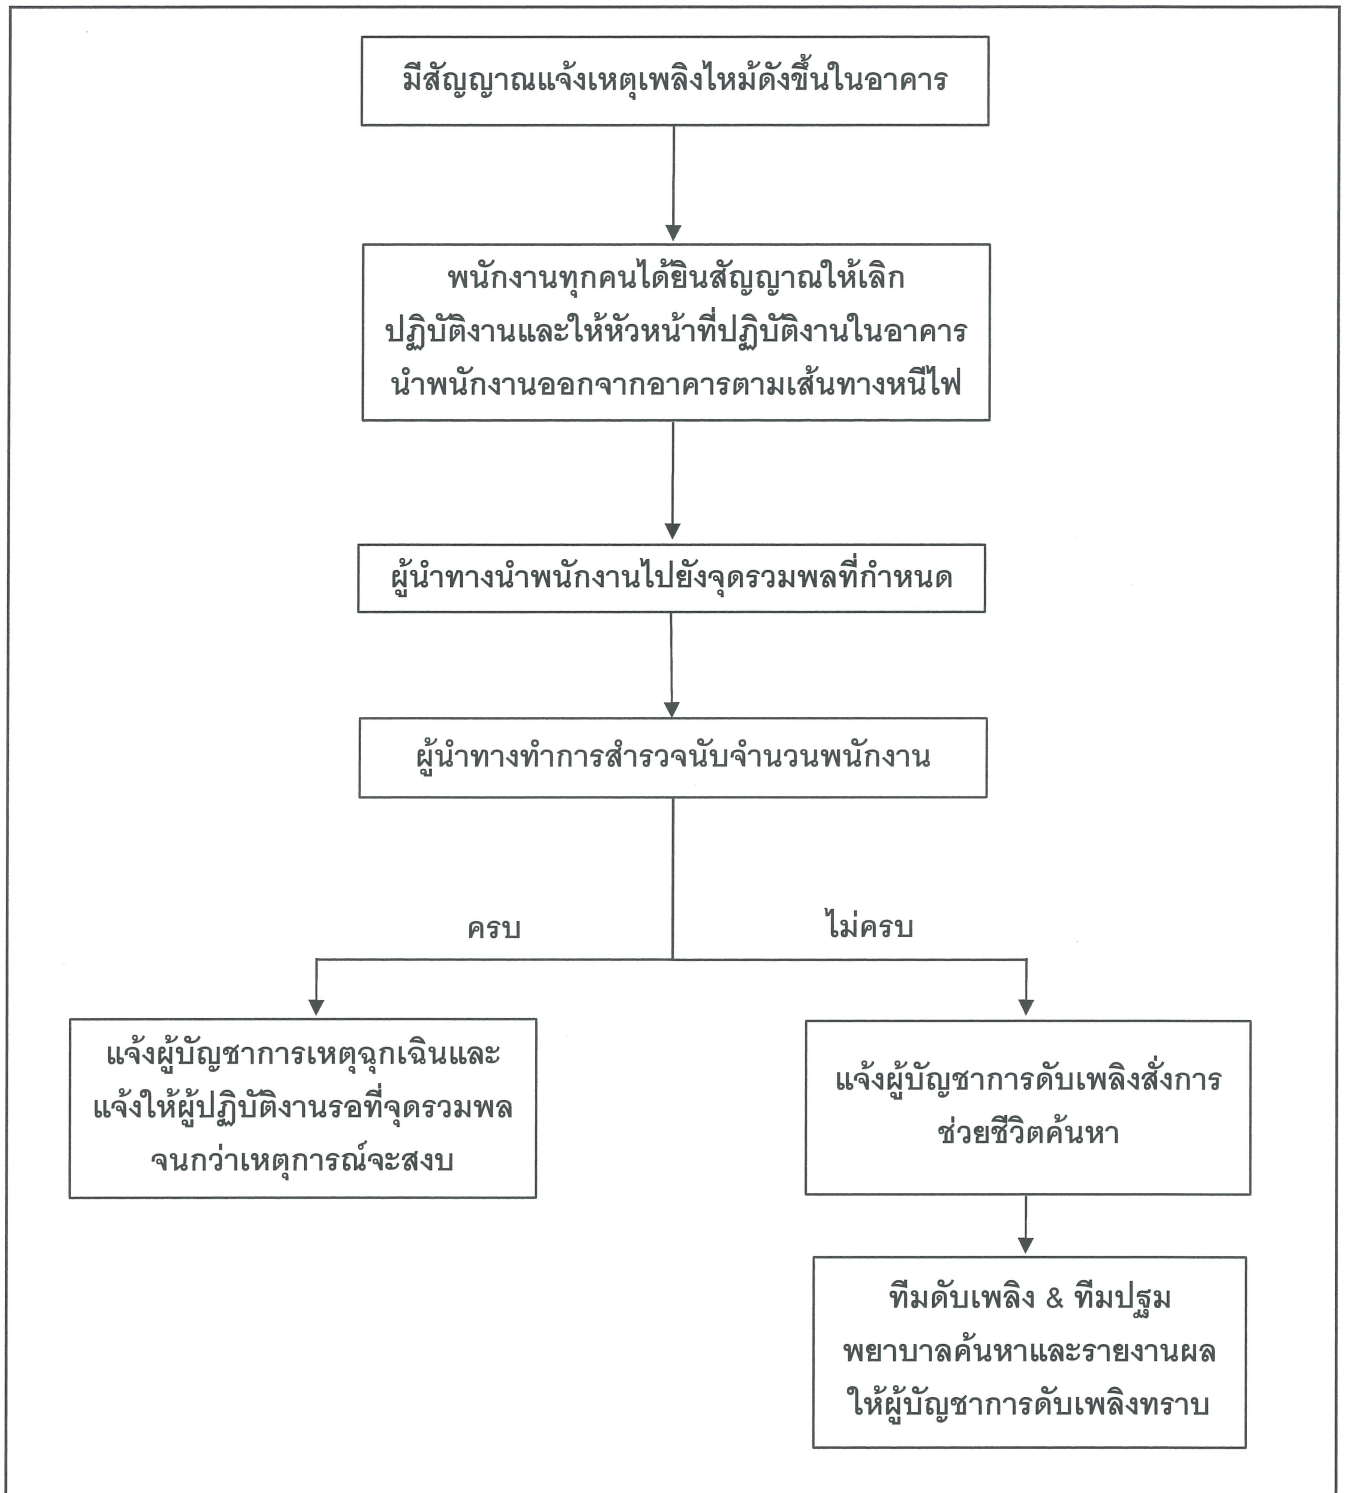 มีสัญญาณแจ้งเหตุเพลิงไหม้ดังขึ้นในอาคาร
พนักงานทุกคนได้ยินสัญญาณให้เลิก
ปฏิบัติงานและให้หัวหน้าที่ปฏิบัติงานในอาคาร
นำพนักงานออกจากอาคารตามเส้นทางหนีไฟ
ผู้นำทางนำพนักงานไปยังจุดรวมพลที่กำหนด
ผู้นำทางทำการสำรวจนับจำนวนพนักงาน
ครบ
ไม่ครบ
แจ้งผู้บัญชาการเหตุฉุกเฉินและ
แจ้งให้ผู้ปฏิบัติงานรอที่จุดรวมพล
จนกว่าเหตุการณ์จะสงบ
แจ้งผู้บัญชาการดับเพลิงสั่งการ
ช่วยชีวิตค้นหา
ทีมดับเพลิง & ทีมปฐม
พยาบาลค้นหาและรายงานผล
ให้ผู้บัญชาการดับเพลิงทราบ